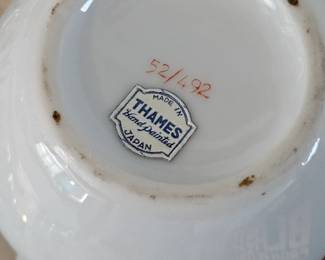 52/492
MADE IN
THAMES
Hand painted
JAPAN